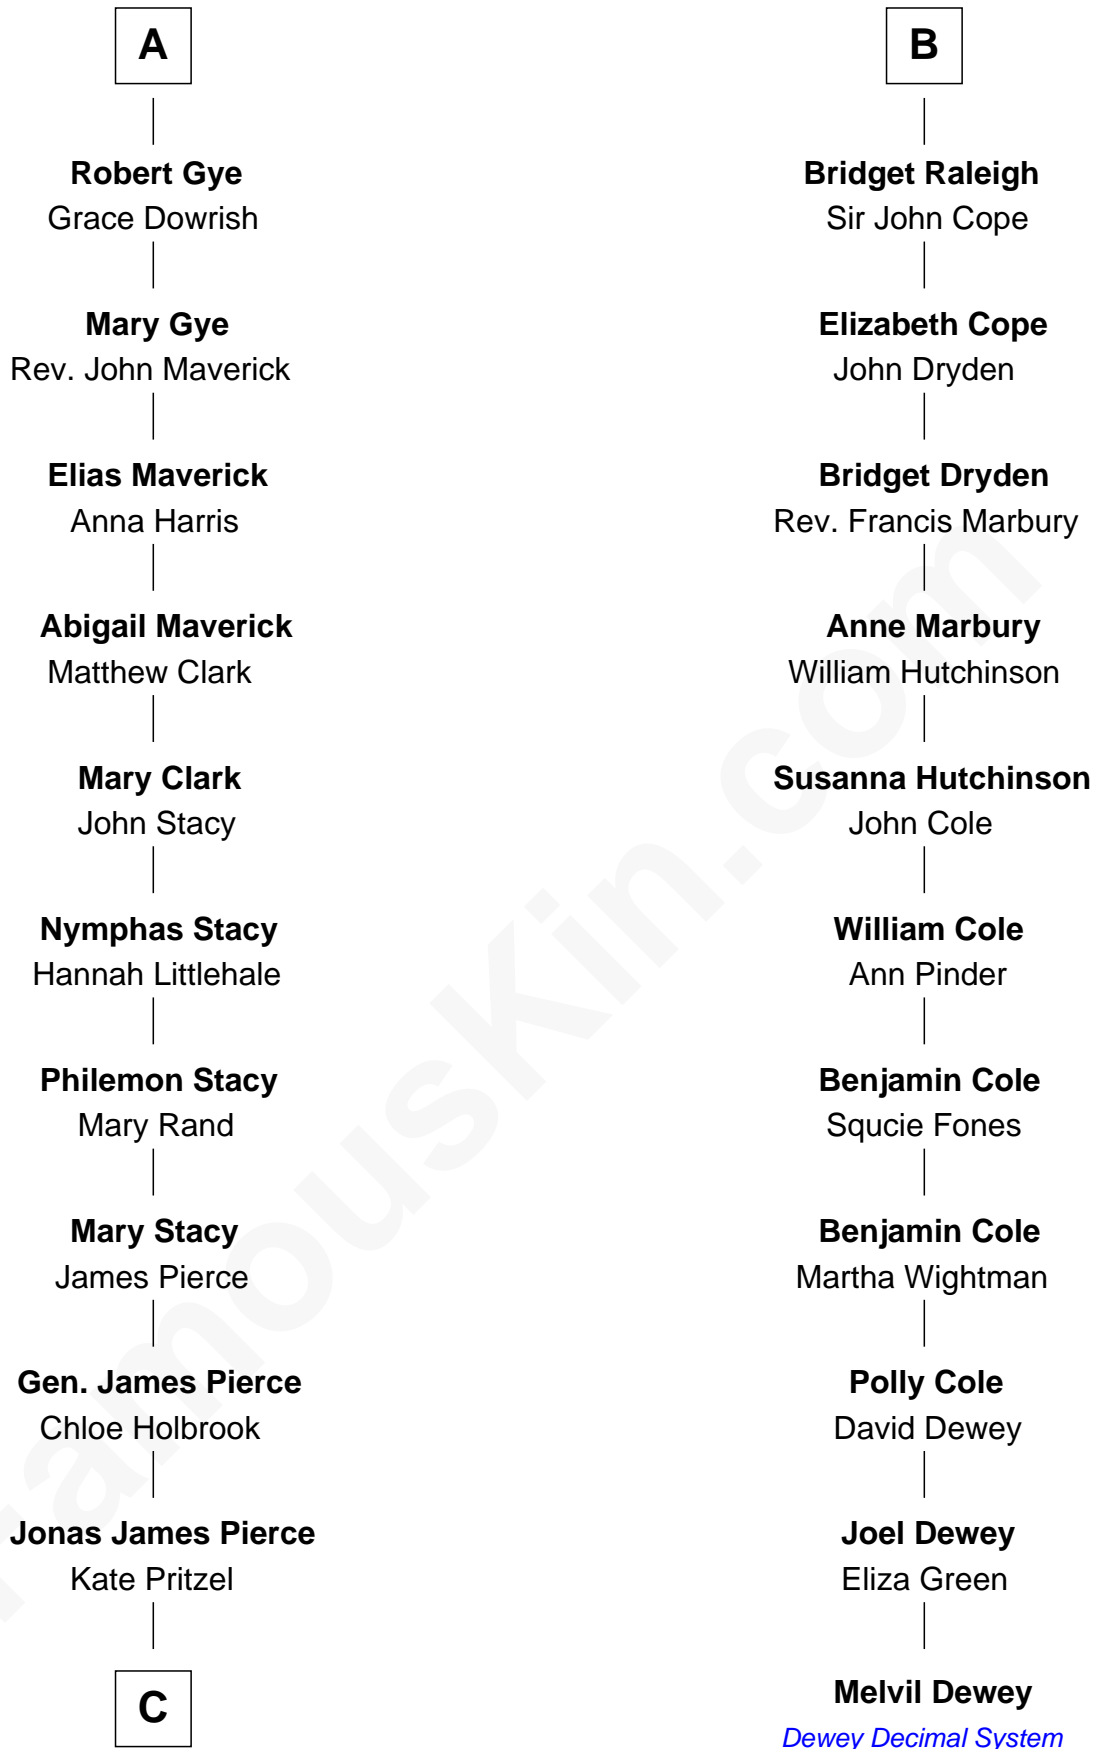 A
Robert Gye
Grace Dowrish
Mary Gye
Rev. John Maverick
Elias Maverick
Anna Harris
Abigail Maverick
Matthew Clark
Mary Clark
John Stacy
Nymphas Stacy
Hannah Littlehale
Philemon Stacy
Mary Rand
Mary Stacy
James Pierce
Gen. James Pierce
Chloe Holbrook
Jonas James Pierce
Kate Pritzel
C
B
Bridget Raleigh
Sir John Cope
Elizabeth Cope
John Dryden
Bridget Dryden
Rev. Francis Marbury
Anne Marbury
William Hutchinson
Susanna Hutchinson
John Cole
William Cole
Ann Pinder
Benjamin Cole
Squcie Fones
Benjamin Cole
Martha Wightman
Polly Cole
David Dewey
Joel Dewey
Eliza Green
Melvil Dewey
Dewey Decimal System
FamousKin.com